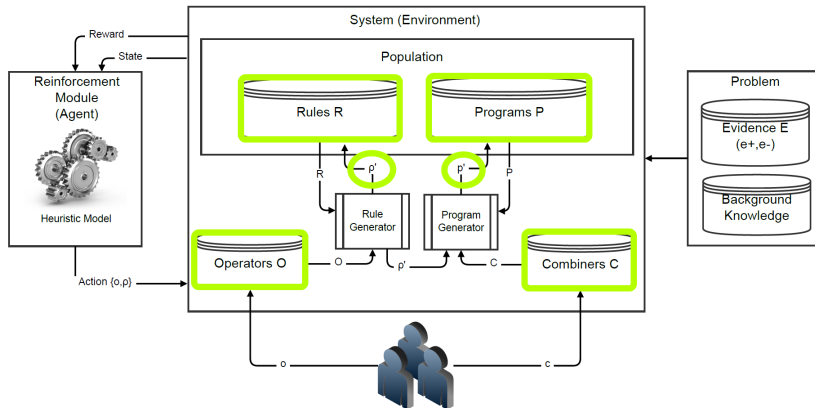 System (Environment)
Reward
State
Population
Reinforcement
Module
(Agent)
Heuristic Model
Rules R
Programs P
Problem
Evidence E
(e+,e-)
Background
Knowledge
R
ρ'
p'
P
Rule
Generator
Program
Generator
Operators O
O
ρ'
C
Combiners C
Action {o,ρ}
o
c